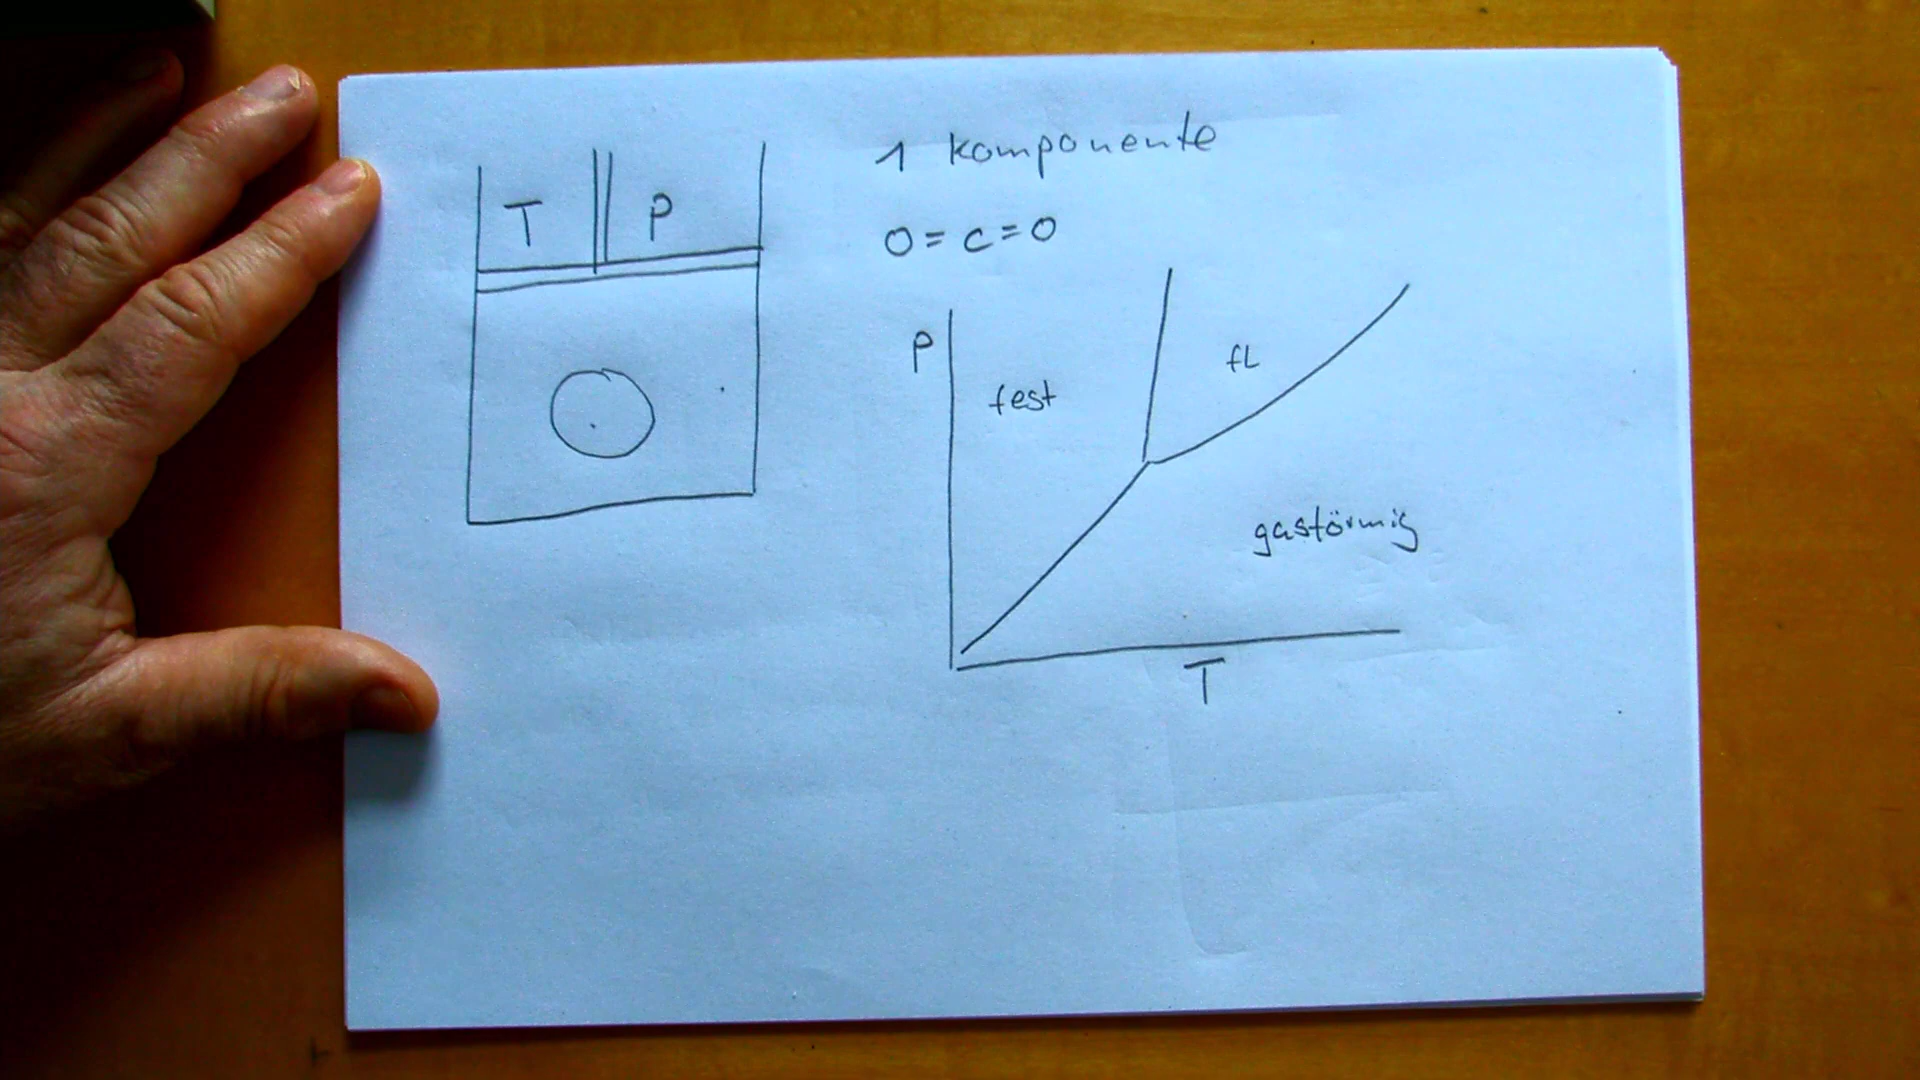 T P
1 Komponente
O=C=O
P
fest
fL
gasförmig
T